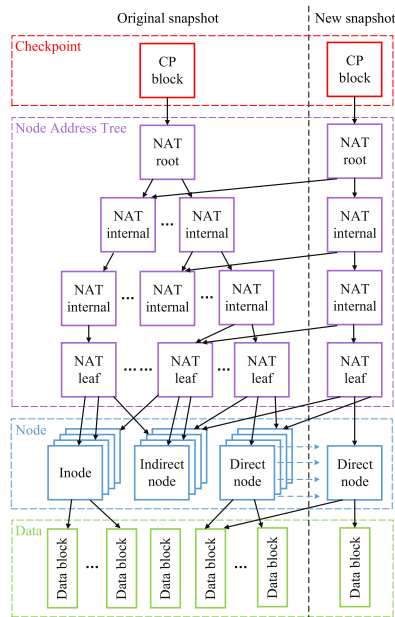 Original snapshot
New snapshot
Checkpoint
CP
block
CP
block
Node Address Tree
NAT
root
NAT
root
NAT
internal
...
NAT
internal
NAT
internal
NAT
internal
...
NAT
internal
...
NAT
internal
NAT
internal
NAT
leaf
... ...
NAT
leaf
...
NAT
leaf
NAT
leaf
Node
Inode
Indirect
node
Direct
node
Direct
node
Data
Data block
...
Data block
Data block
Data block
...
Data block
Data block